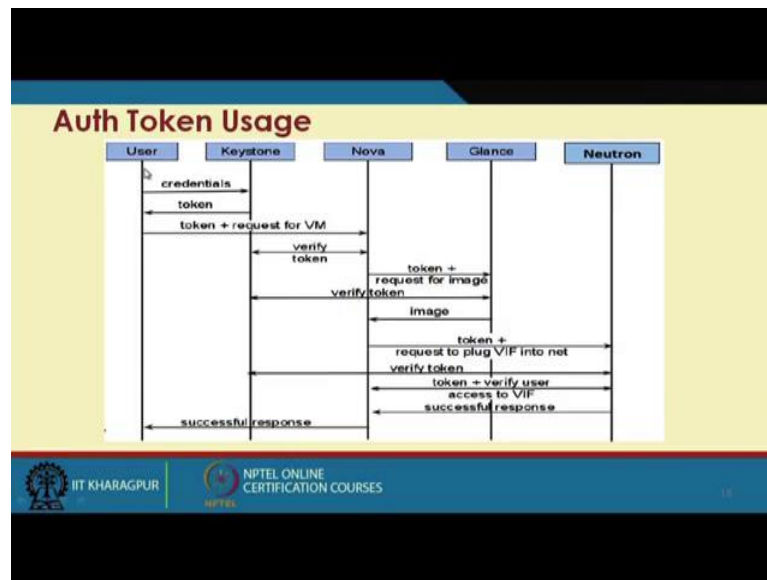 Auth Token Usage
User Keystone Nova Glance Neutron
credentials
token
token + request for VM
verify
token
token +
request for image
verify token
image
token +
request to plug VIF into net
verify token
token + verify user
access to VIF
successful response
successful response
IIT KHARAGPUR
NPTEL ONLINE
CERTIFICATION COURSES
NPTEL